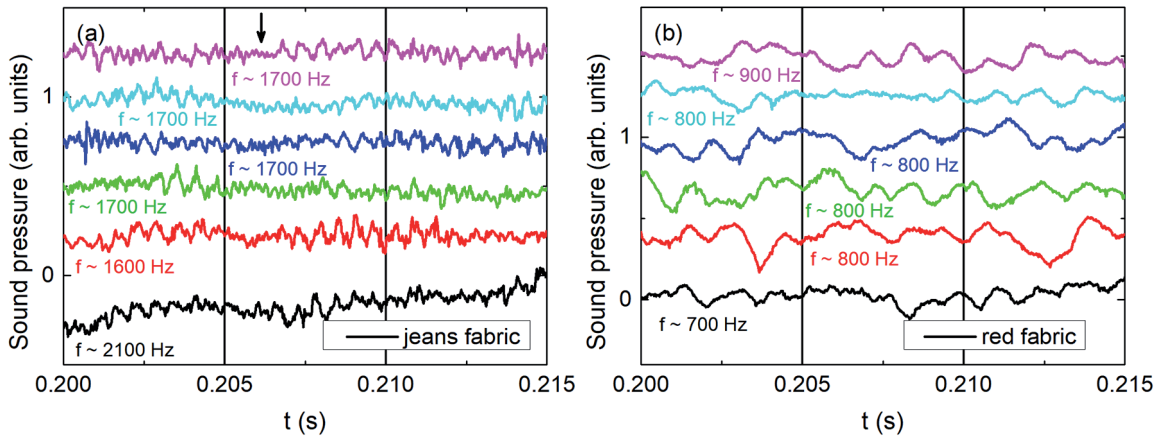 (a)
Sound pressure (arb. units)
1
0
f ~ 1700 Hz
f ~ 1700 Hz
f ~ 1700 Hz
f ~ 1700 Hz
f ~ 1600 Hz
f ~ 2100 Hz
jeans fabric
0.200
0.205
0.210
0.215
t (s)
(b)
Sound pressure (arb. units)
1
0
f ~ 900 Hz
f ~ 800 Hz
f ~ 800 Hz
f ~ 800 Hz
f ~ 800 Hz
f ~ 700 Hz
red fabric
0.200
0.205
0.210
0.215
t (s)